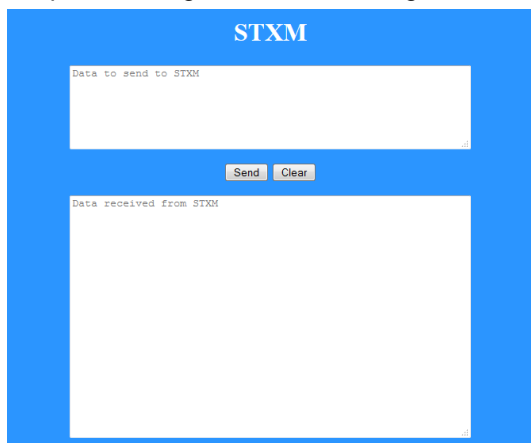 STXM
Data to send to STXM
Send Clear
Data received from STXM